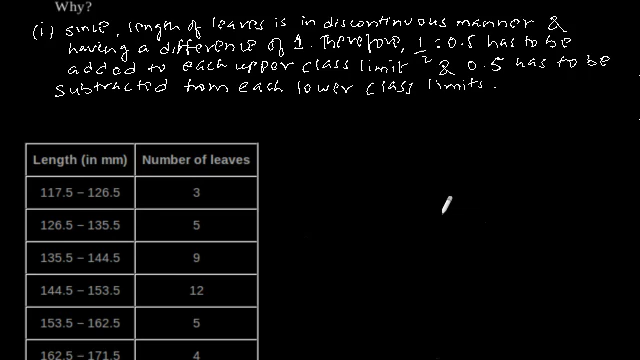 Why?
(i) Since, length of leaves is in discontinuous manner &
having a difference of 1. Therefore, 1/2 = 0.5 has to be
added to each upper class limit & 0.5 has to be
subtracted from each lower class limits.
Length (in mm) Number of leaves
117.5 – 126.5 3
126.5 – 135.5 5
135.5 – 144.5 9
144.5 – 153.5 12
153.5 – 162.5 5
162.5 – 171.5 4